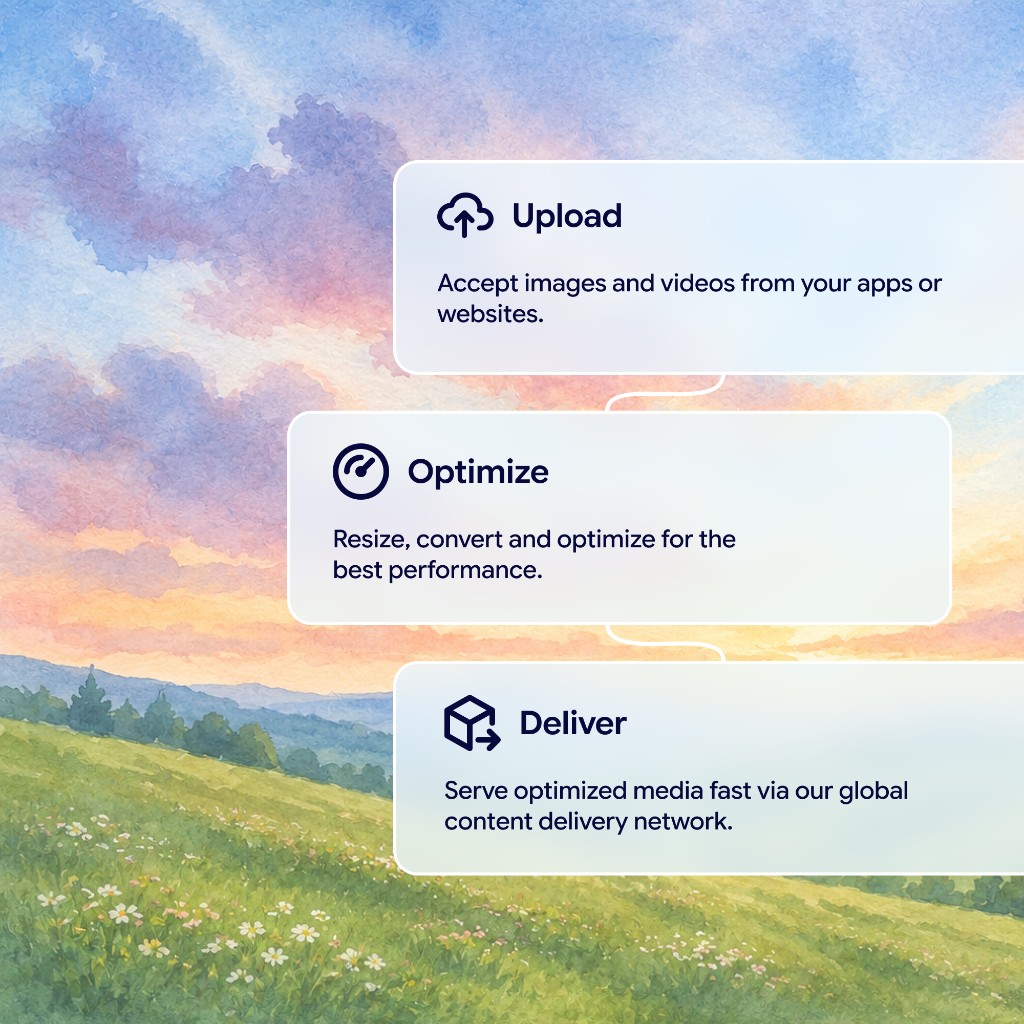 Upload
Accept images and videos from your apps or
websites.
Optimize
Resize, convert and optimize for the
best performance.
Deliver
Serve optimized media fast via our global
content delivery network.